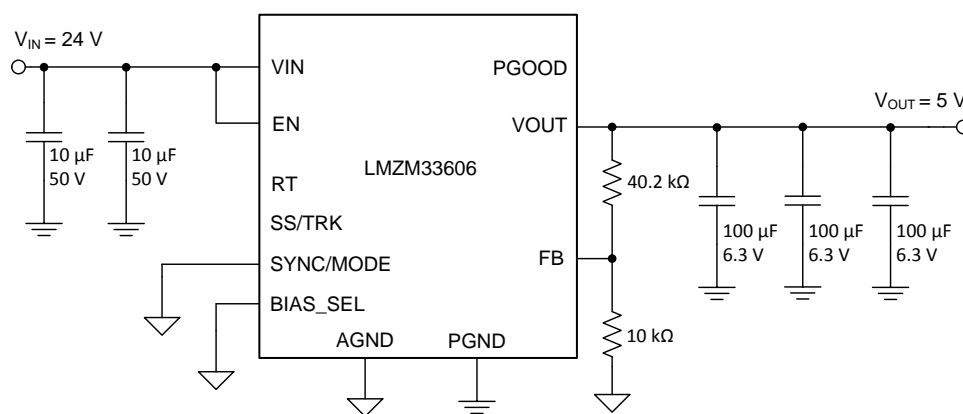 V_IN = 24 V
VIN
PGOOD
EN
VOUT
V_OUT = 5 V
10 µF
50 V
10 µF
50 V
RT
LMZM33606
40.2 kΩ
SS/TRK
100 µF
6.3 V
100 µF
6.3 V
100 µF
6.3 V
SYNC/MODE
FB
BIAS_SEL
AGND
PGND
10 kΩ